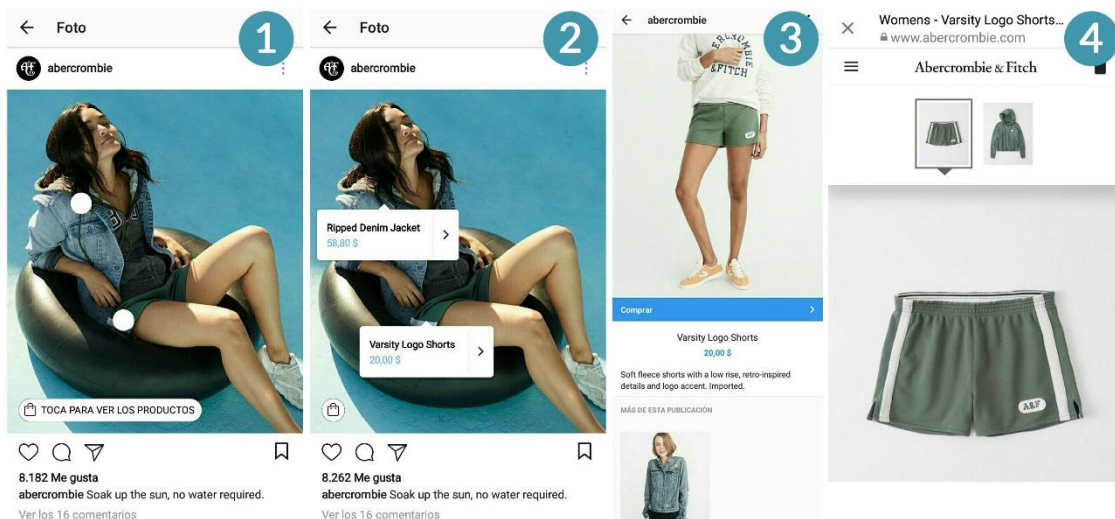 ← Foto
1
abercrombie
TOCA PARA VER LOS PRODUCTOS
8.182 Me gusta
abercrombie Soak up the sun, no water required.
Ver los 16 comentarios
← Foto
2
abercrombie
Ripped Denim Jacket
58,80 $
Varsity Logo Shorts
20,00 $
8.262 Me gusta
abercrombie Soak up the sun, no water required.
Ver los 16 comentarios
← abercrombie
3
& FITCH
Comprar
Varsity Logo Shorts
20,00 $
Soft fleece shorts with a low rise, retro-inspired
details and logo accent. Imported.
MÁS DE ESTA PUBLICACIÓN
Womens - Varsity Logo Shorts...
www.abercrombie.com
4
Abercrombie & Fitch
A&F